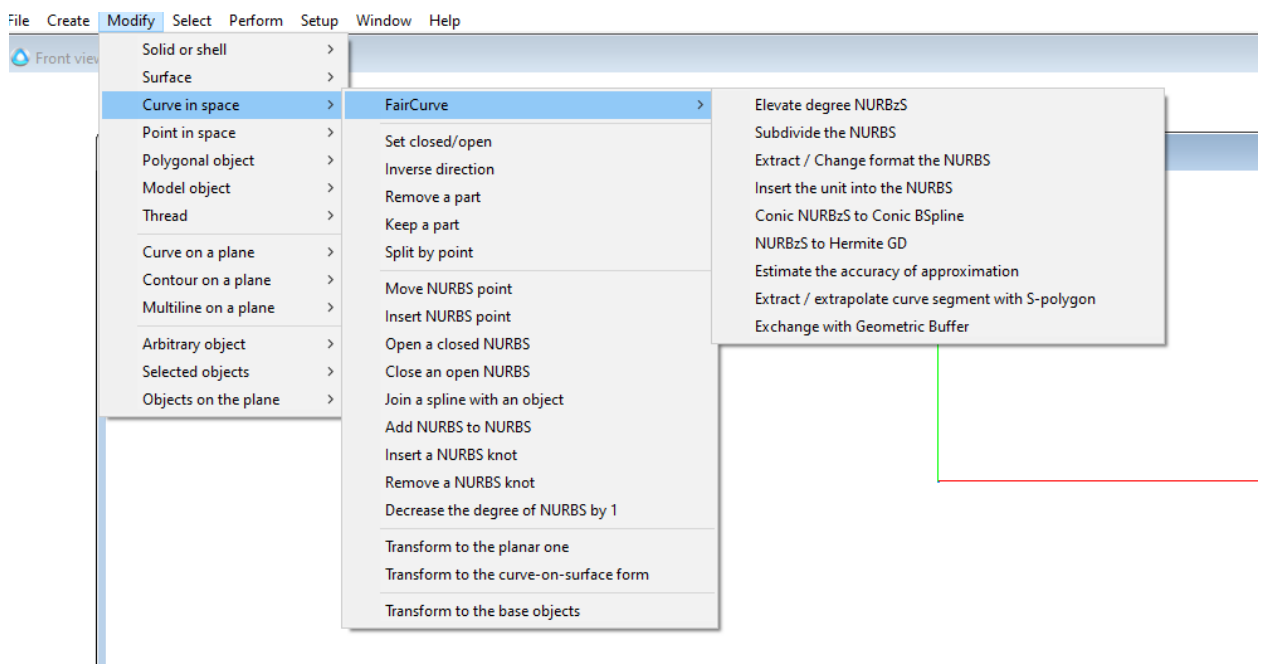 File Create Modify Select Perform Setup Window Help
Front view
Solid or shell
Surface
Curve in space
Point in space
Polygonal object
Model object
Thread
Curve on a plane
Contour on a plane
Multiline on a plane
Arbitrary object
Selected objects
Objects on the plane
FairCurve
Set closed/open
Inverse direction
Remove a part
Keep a part
Split by point
Move NURBS point
Insert NURBS point
Open a closed NURBS
Close an open NURBS
Join a spline with an object
Add NURBS to NURBS
Insert a NURBS knot
Remove a NURBS knot
Decrease the degree of NURBS by 1
Transform to the planar one
Transform to the curve-on-surface form
Transform to the base objects
Elevate degree NURBzS
Subdivide the NURBS
Extract / Change format the NURBS
Insert the unit into the NURBS
Conic NURBzS to Conic BSpline
NURBzS to Hermite GD
Estimate the accuracy of approximation
Extract / extrapolate curve segment with S-polygon
Exchange with Geometric Buffer